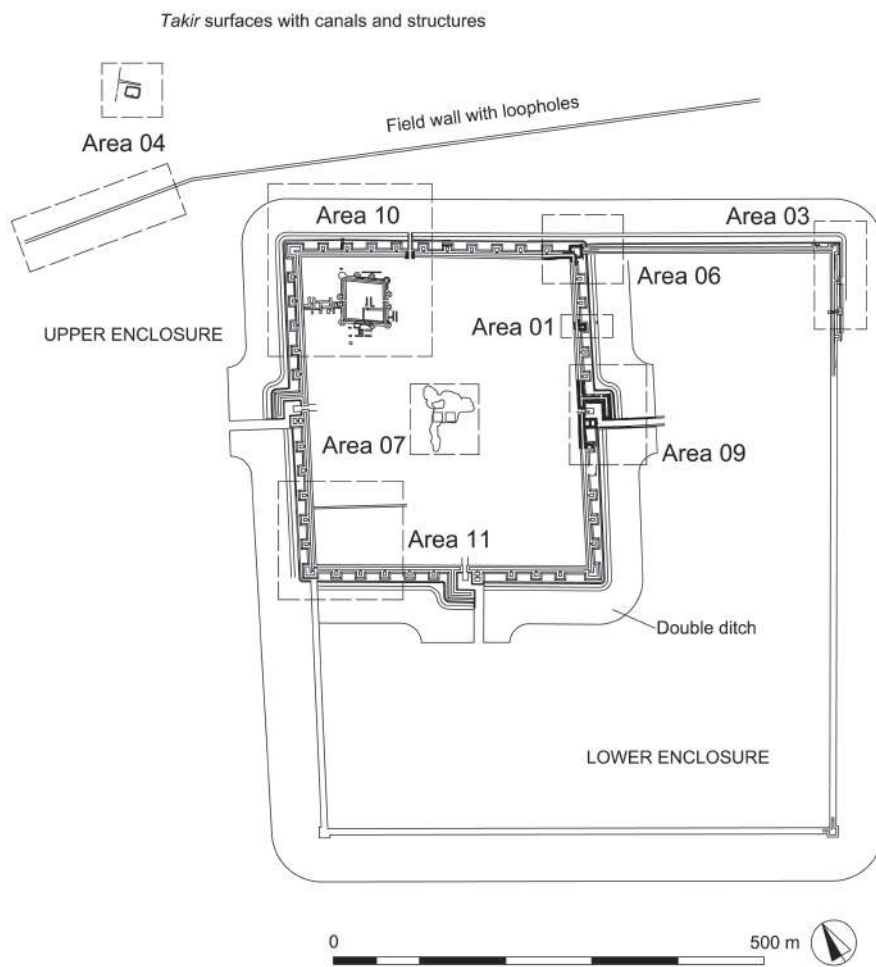 Takir surfaces with canals and structures
Field wall with loopholes
Area 04
Area 10
Area 03
Area 06
Area 01
UPPER ENCLOSURE
Area 07
Area 09
Area 11
Double ditch
LOWER ENCLOSURE
0
500 m